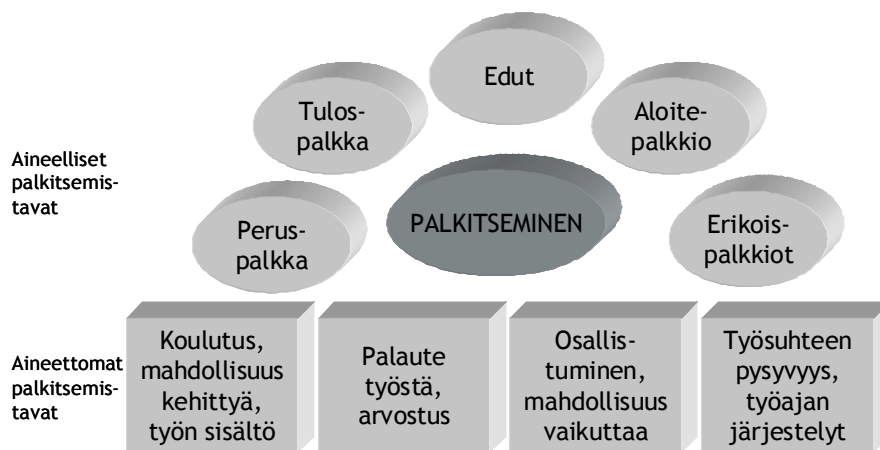 Edut
Tulos-
palkka
Aloite-
palkkio
Aineelliset
palkitsemis-
tavat
Perus-
palkka
PALKITSEMINEN
Erikois-
palkkiot
Aineettomat
palkitsemis-
tavat
Koulutus,
mahdollisuus
kehittyä,
työn sisältö
Palaute
työstä,
arvostus
Osallis-
tuminen,
mahdollisuus
vaikuttaa
Työsuhteen
pysyvyys,
työajan
järjestelyt